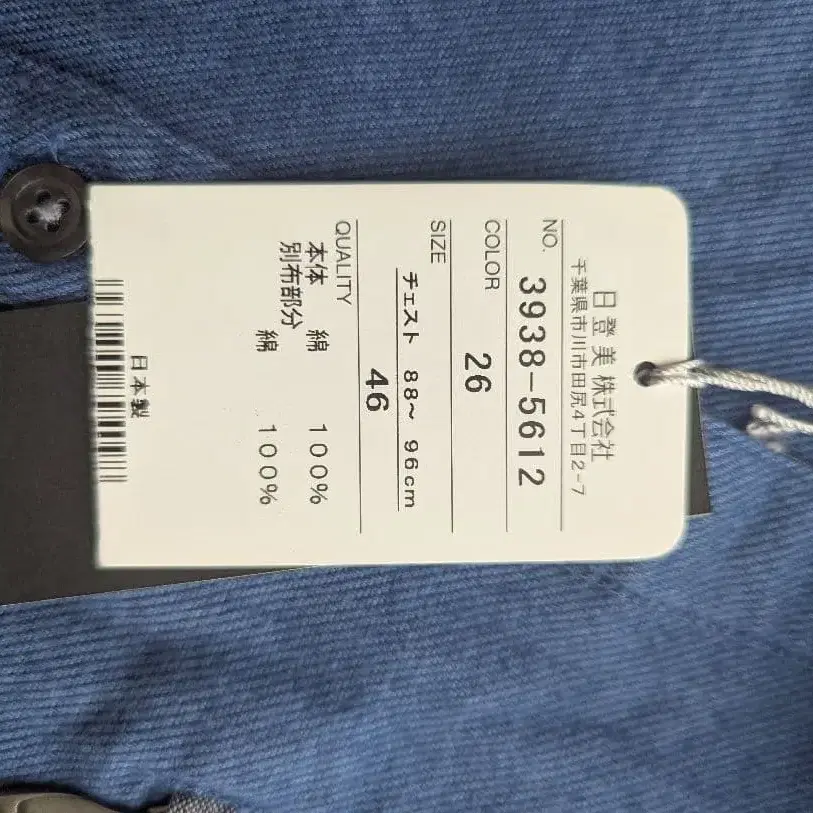 日登美株式会社
千葉県市川市田尻4丁目2-7
NO. 3938-5612
COLOR 26
SIZE
チェスト 88～ 96cm
46
QUALITY
本体 綿 100%
別布部分
綿 100%
日本製